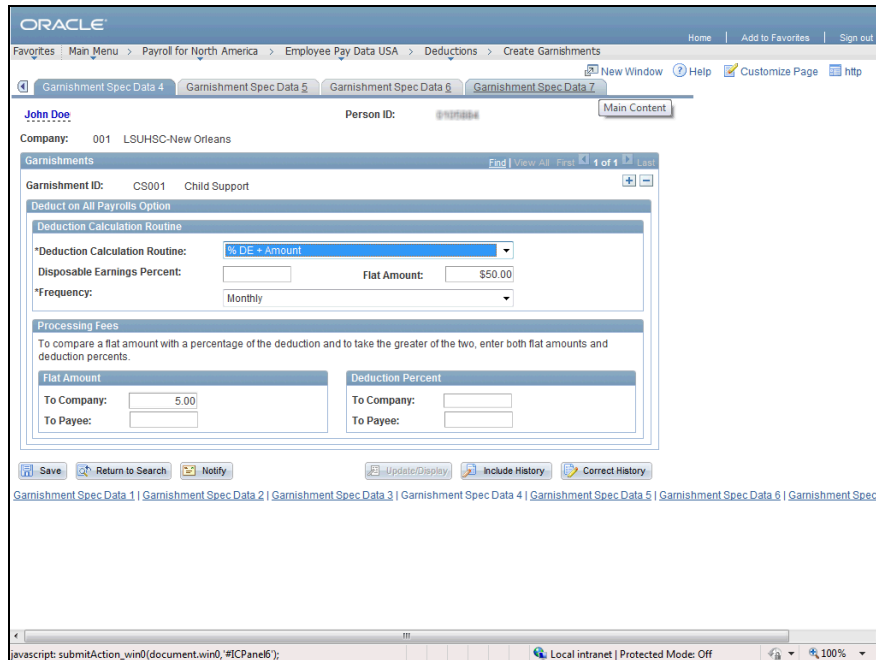 ORACLE
Home | Add to Favorites | Sign out
Favorites Main Menu > Payroll for North America > Employee Pay Data USA > Deductions > Create Garnishments
New Window Help Customize Page http
Garnishment Spec Data 4 Garnishment Spec Data 5 Garnishment Spec Data 6 Garnishment Spec Data 7
Main Content
John Doe Person ID:
Company: 001 LSUHSC-New Orleans
Garnishments Find | View All First 1 of 1 Last
Garnishment ID: CS001 Child Support
Deduct on All Payrolls Option
Deduction Calculation Routine
*Deduction Calculation Routine: % DE + Amount
Disposable Earnings Percent: Flat Amount: $50.00
*Frequency: Monthly
Processing Fees
To compare a flat amount with a percentage of the deduction and to take the greater of the two, enter both flat amounts and
deduction percents.
Flat Amount Deduction Percent
To Company: 5.00 To Company:
To Payee: To Payee:
Save Return to Search Notify Update/Display Include History Correct History
Garnishment Spec Data 1 | Garnishment Spec Data 2 | Garnishment Spec Data 3 | Garnishment Spec Data 4 | Garnishment Spec Data 5 | Garnishment Spec Data 6 | Garnishment Spec
javascript: submitAction_win0(document.win0,'#ICPanel6'); Local intranet | Protected Mode: Off 100%